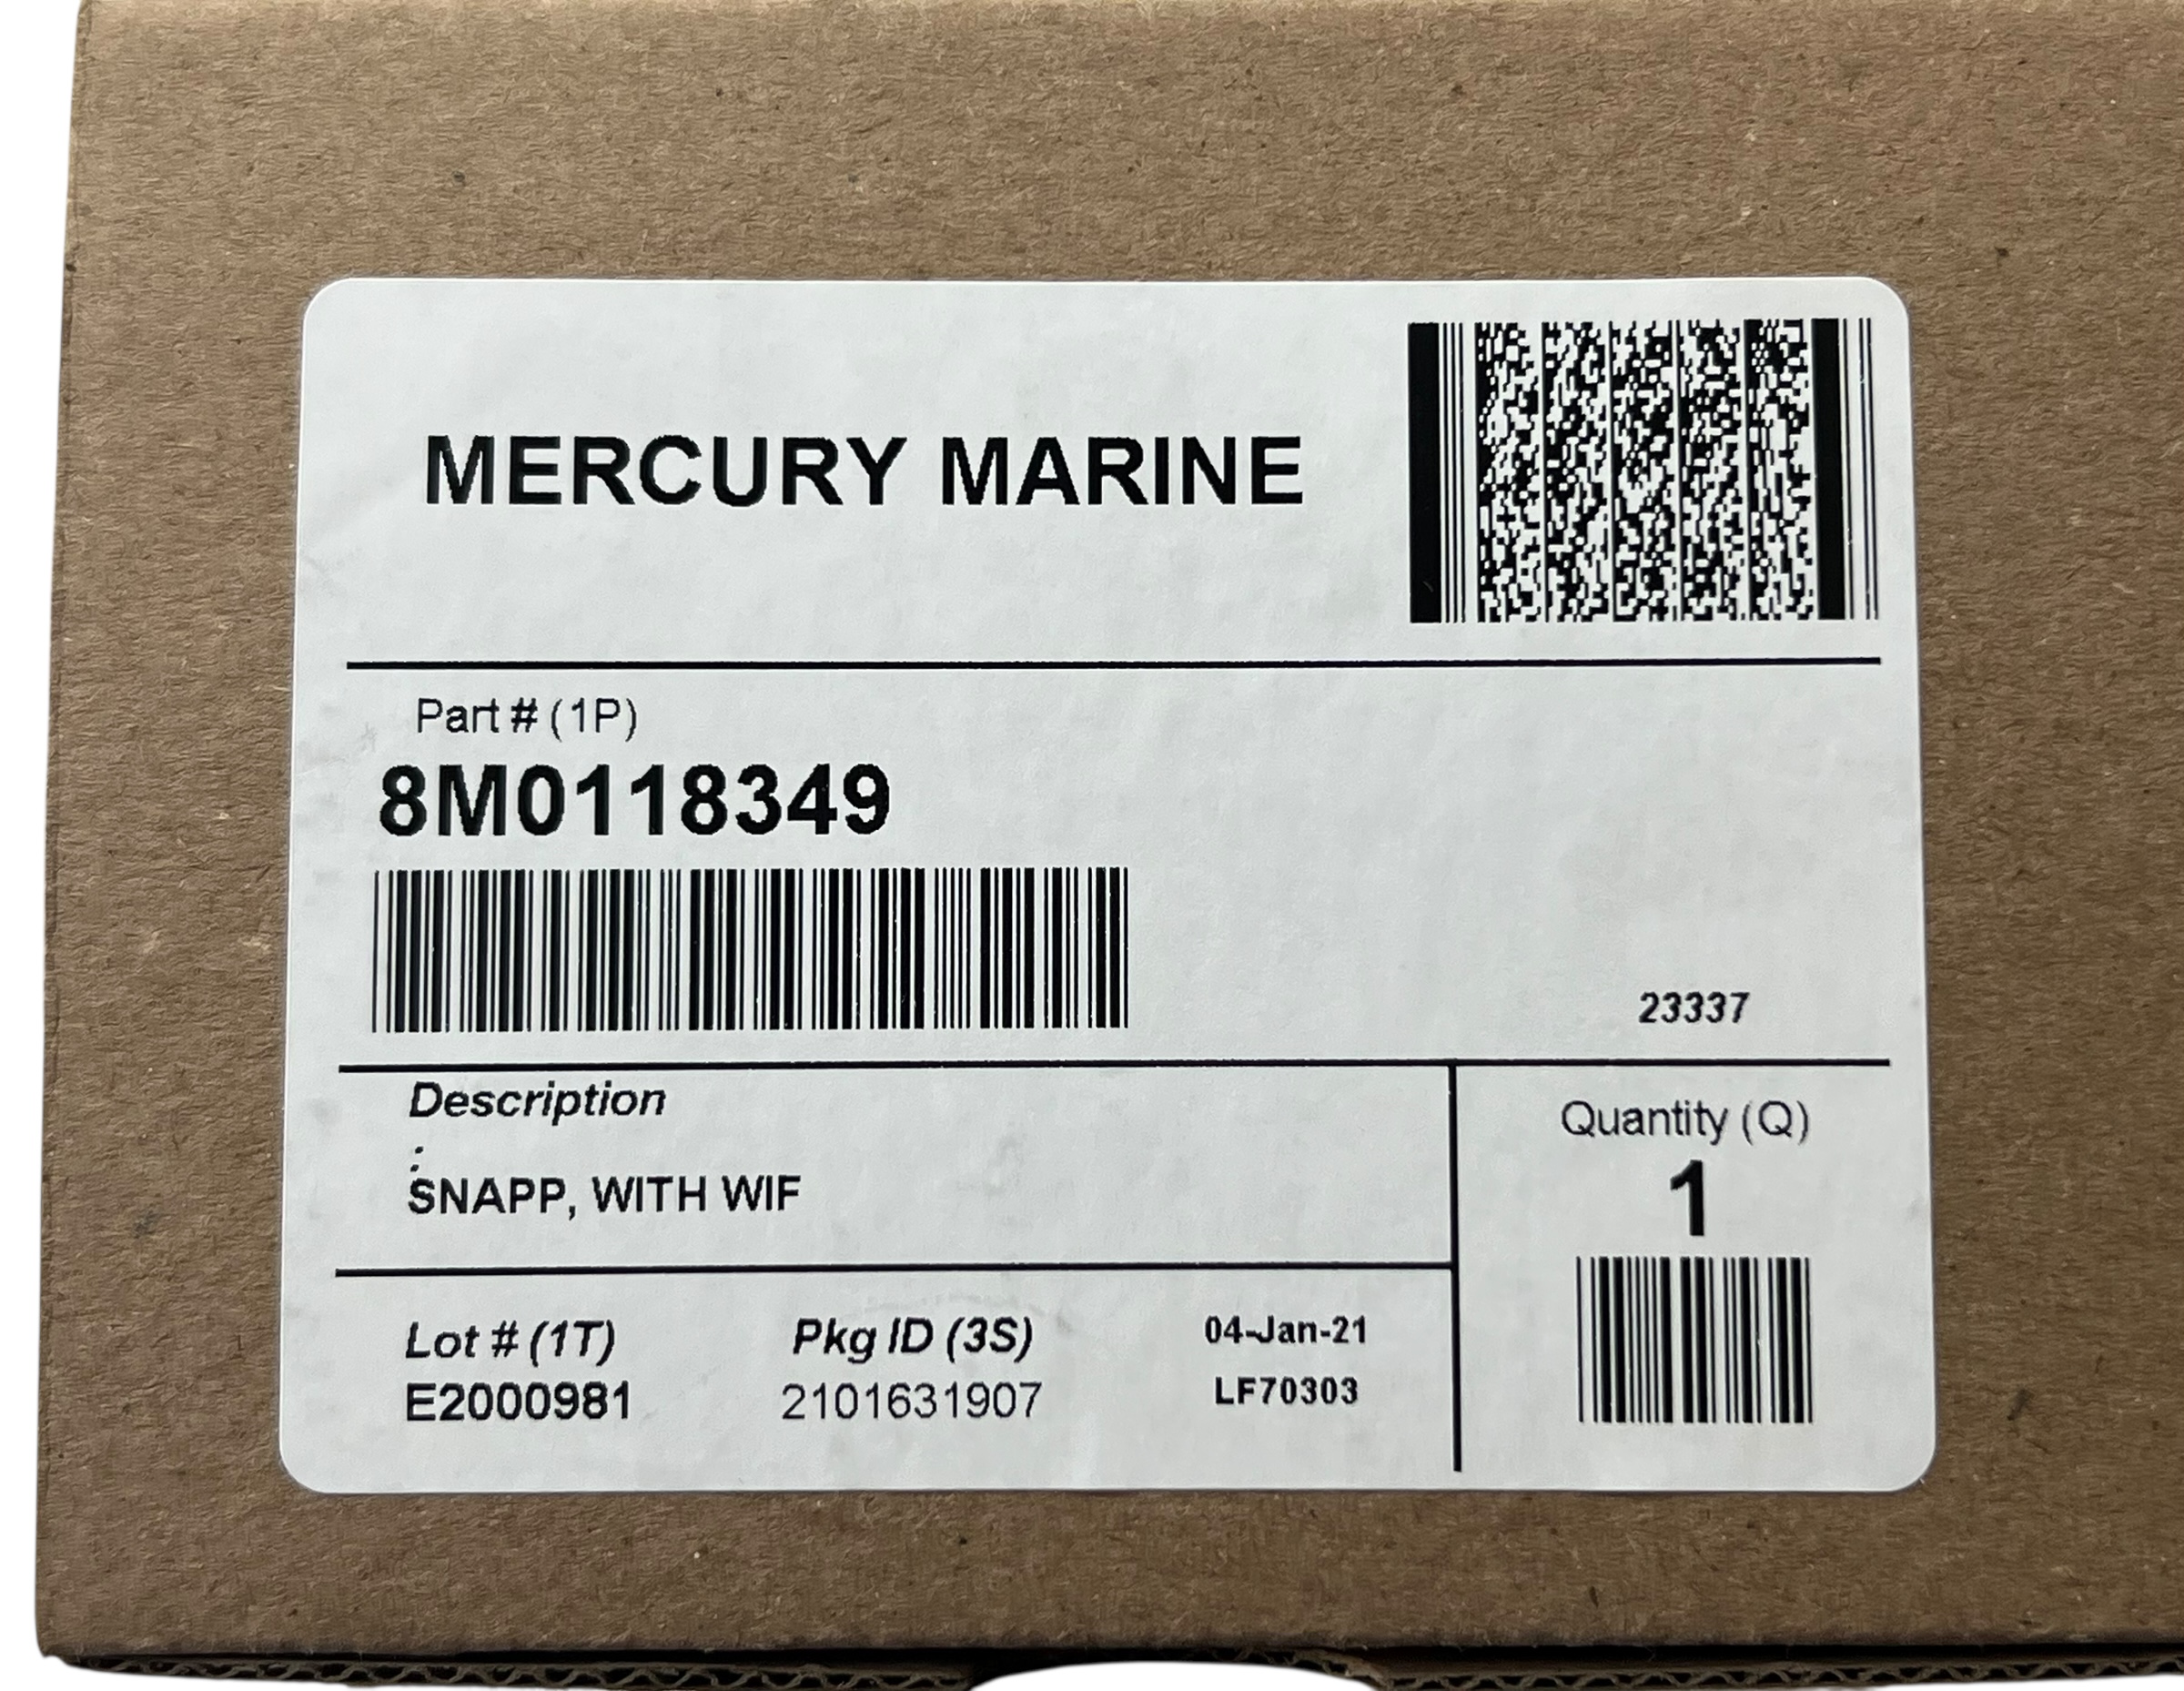 MERCURY MARINE
Part # (1P)
8M0118349
23337
Description
:
SNAPP, WITH WIF
Quantity (Q)
1
Lot # (1T)
E2000981
Pkg ID (3S)
2101631907
04-Jan-21
LF70303